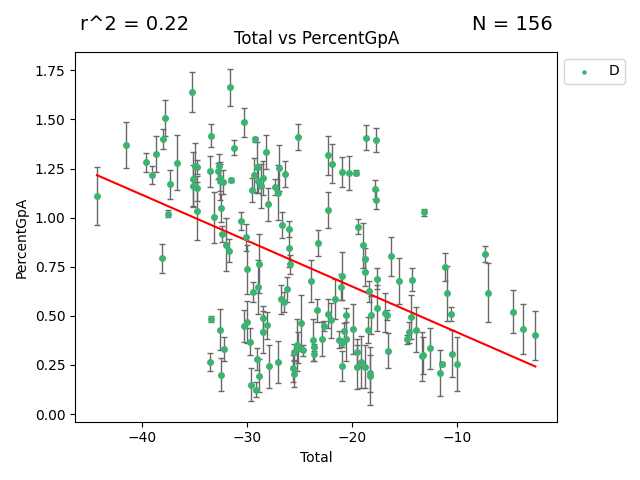 r^2 = 0.22
N = 156
Total vs PercentGpA
D
PercentGpA
1.75
1.50
1.25
1.00
0.75
0.50
0.25
0.00
−40
−30
−20
−10
Total